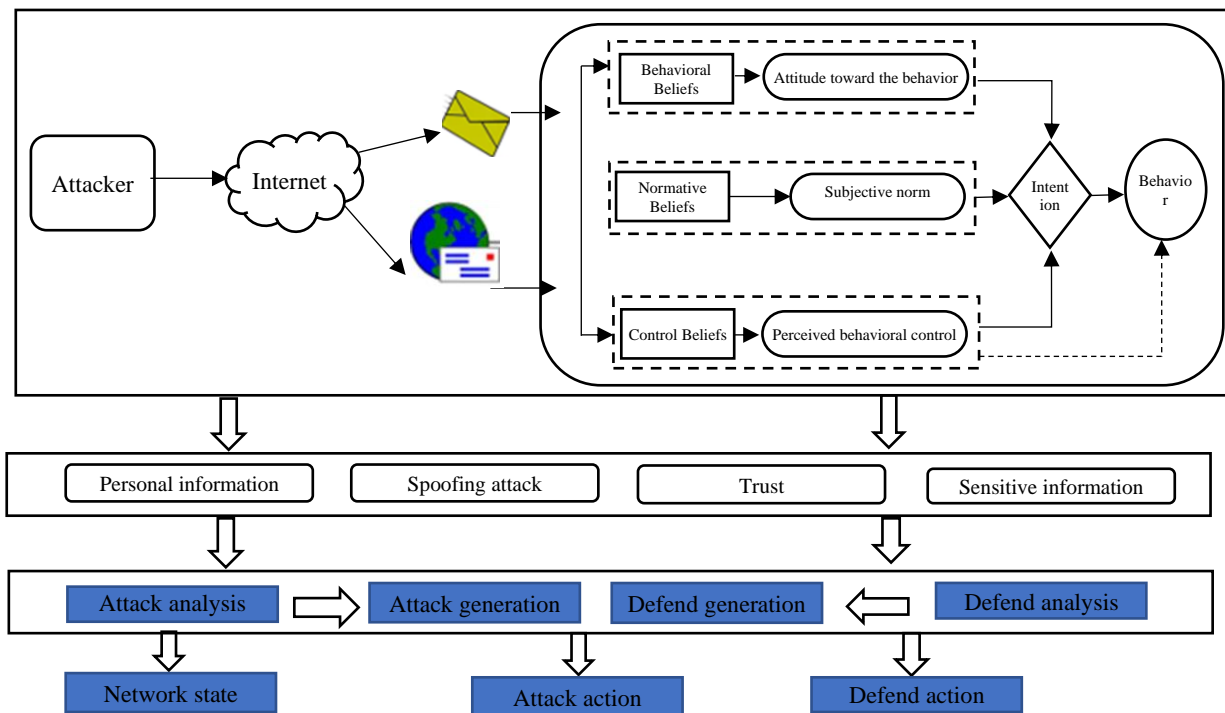 Behavioral
Beliefs
Attitude toward the behavior
Attacker
Internet
Normative
Beliefs
Subjective norm
Intent
ion
Behavio
r
Control Beliefs
Perceived behavioral control
Personal information
Spoofing attack
Trust
Sensitive information
Attack analysis
Attack generation
Defend generation
Defend analysis
Network state
Attack action
Defend action